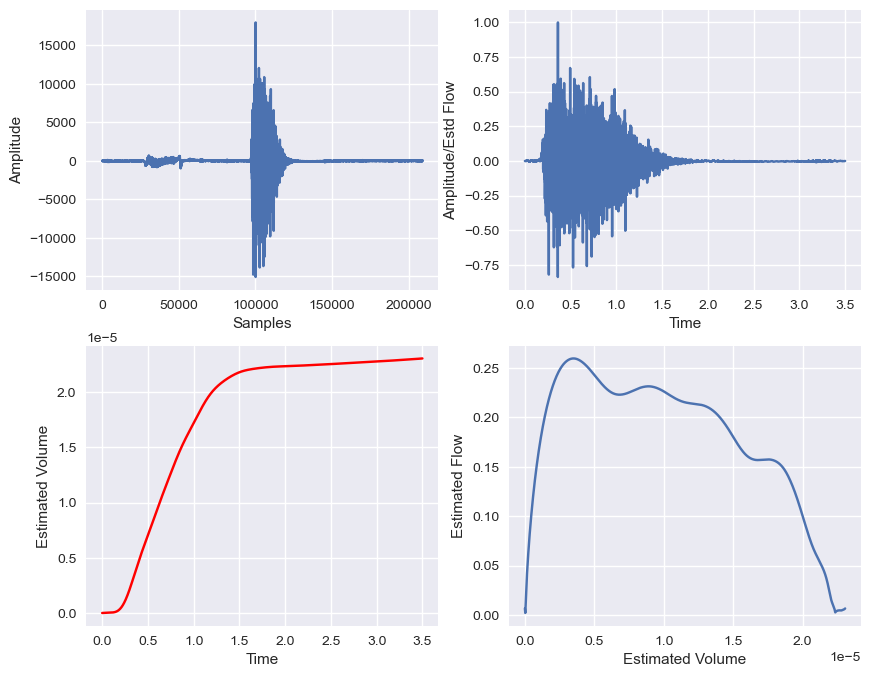 15000
10000
5000
0
−5000
−10000
−15000
Amplitude
0 50000 100000 150000 200000
Samples
1.00
0.75
0.50
0.25
0.00
−0.25
−0.50
−0.75
Amplitude/Estd Flow
0.0 0.5 1.0 1.5 2.0 2.5 3.0 3.5
Time
1e−5
2.0
1.5
1.0
0.5
0.0
Estimated Volume
0.0 0.5 1.0 1.5 2.0 2.5 3.0 3.5
Time
0.25
0.20
0.15
0.10
0.05
0.00
Estimated Flow
0.0 0.5 1.0 1.5 2.0
1e−5
Estimated Volume